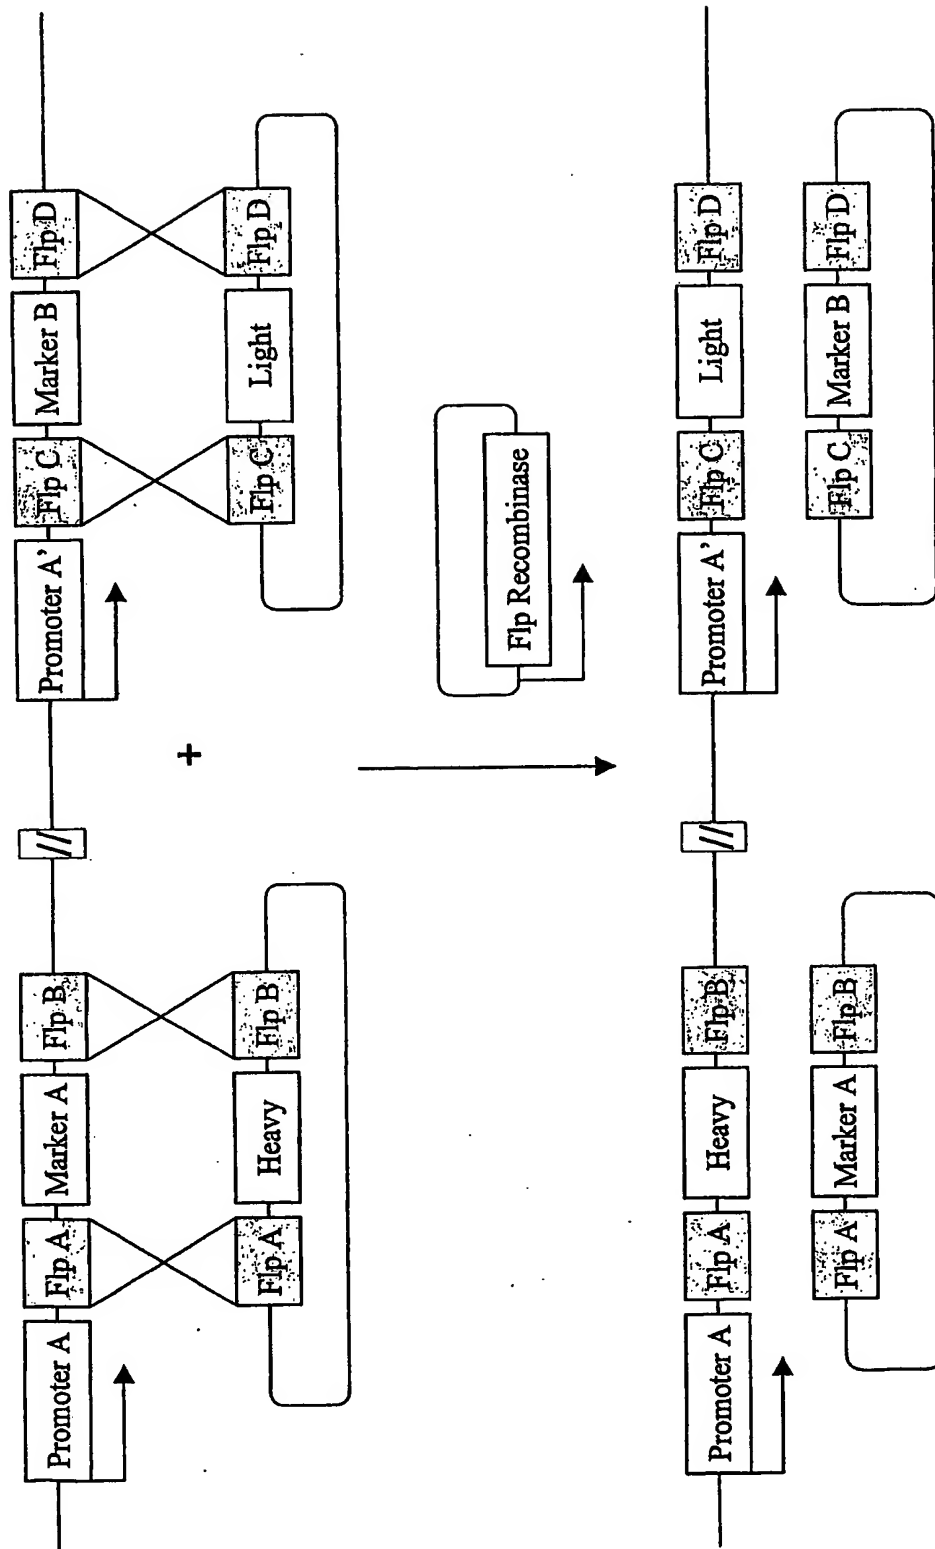 Promoter A Flp A Marker A Flp B // Promoter A' Flp C Marker B Flp D
+
Flp A Heavy Flp B Flp C Light Flp D
Flp Recombinase
Promoter A Flp A Heavy Flp B // Promoter A' Flp C Light Flp D
Flp A Marker A Flp B Flp C Marker B Flp D